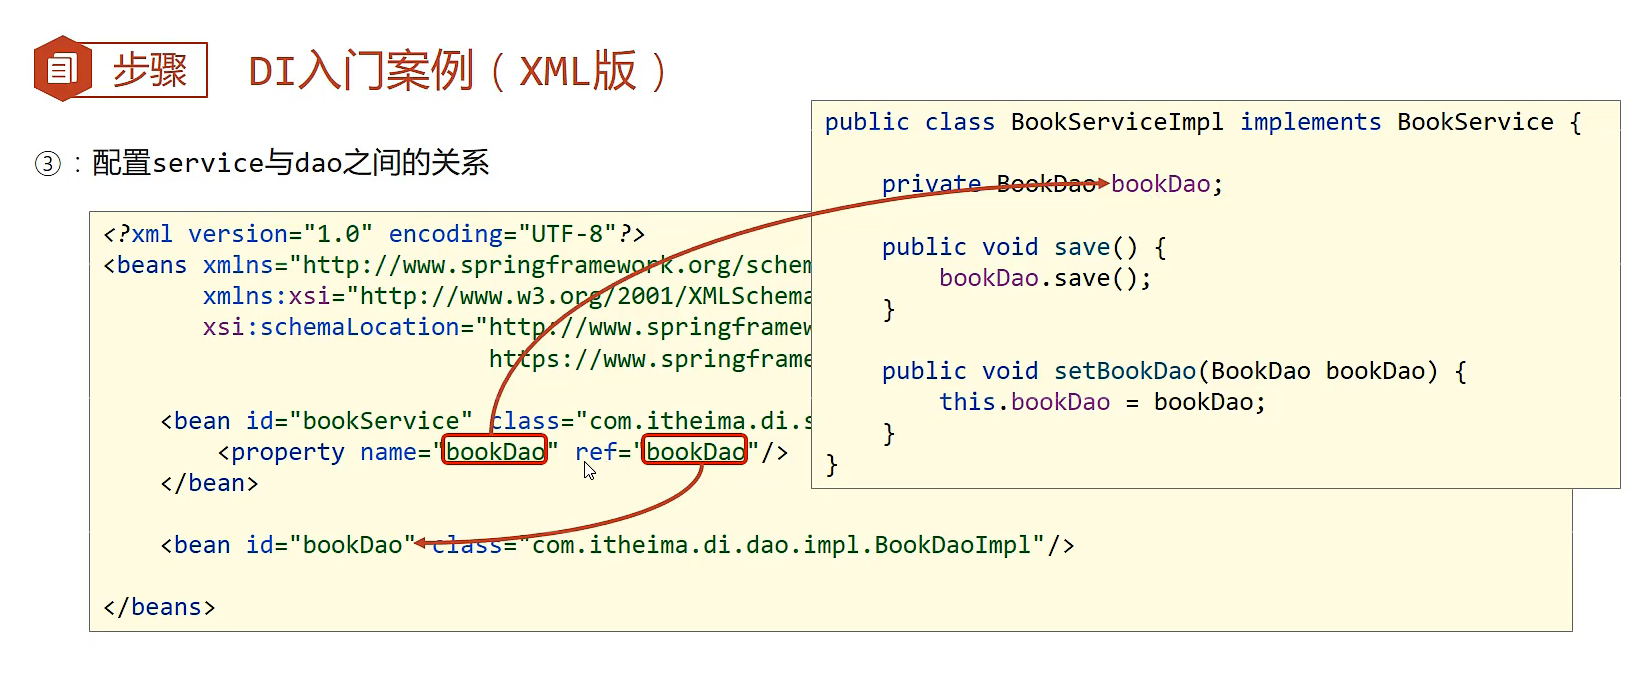 步骤
DI入门案例（XML版）
③：配置service与dao之间的关系
<?xml version="1.0" encoding="UTF-8"?>
<beans xmlns="http://www.springframework.org/schem
xmlns:xsi="http://www.w3.org/2001/XMLSchema
xsi:schemaLocation="http://www.springframew
https://www.springframe
<bean id="bookService" class="com.itheima.di.s
<property name="bookDao" ref="bookDao"/>
</bean>
<bean id="bookDao" class="com.itheima.di.dao.impl.BookDaoImpl"/>
</beans>
public class BookServiceImpl implements BookService {
private BookDao bookDao;
public void save() {
bookDao.save();
}
public void setBookDao(BookDao bookDao) {
this.bookDao = bookDao;
}
}